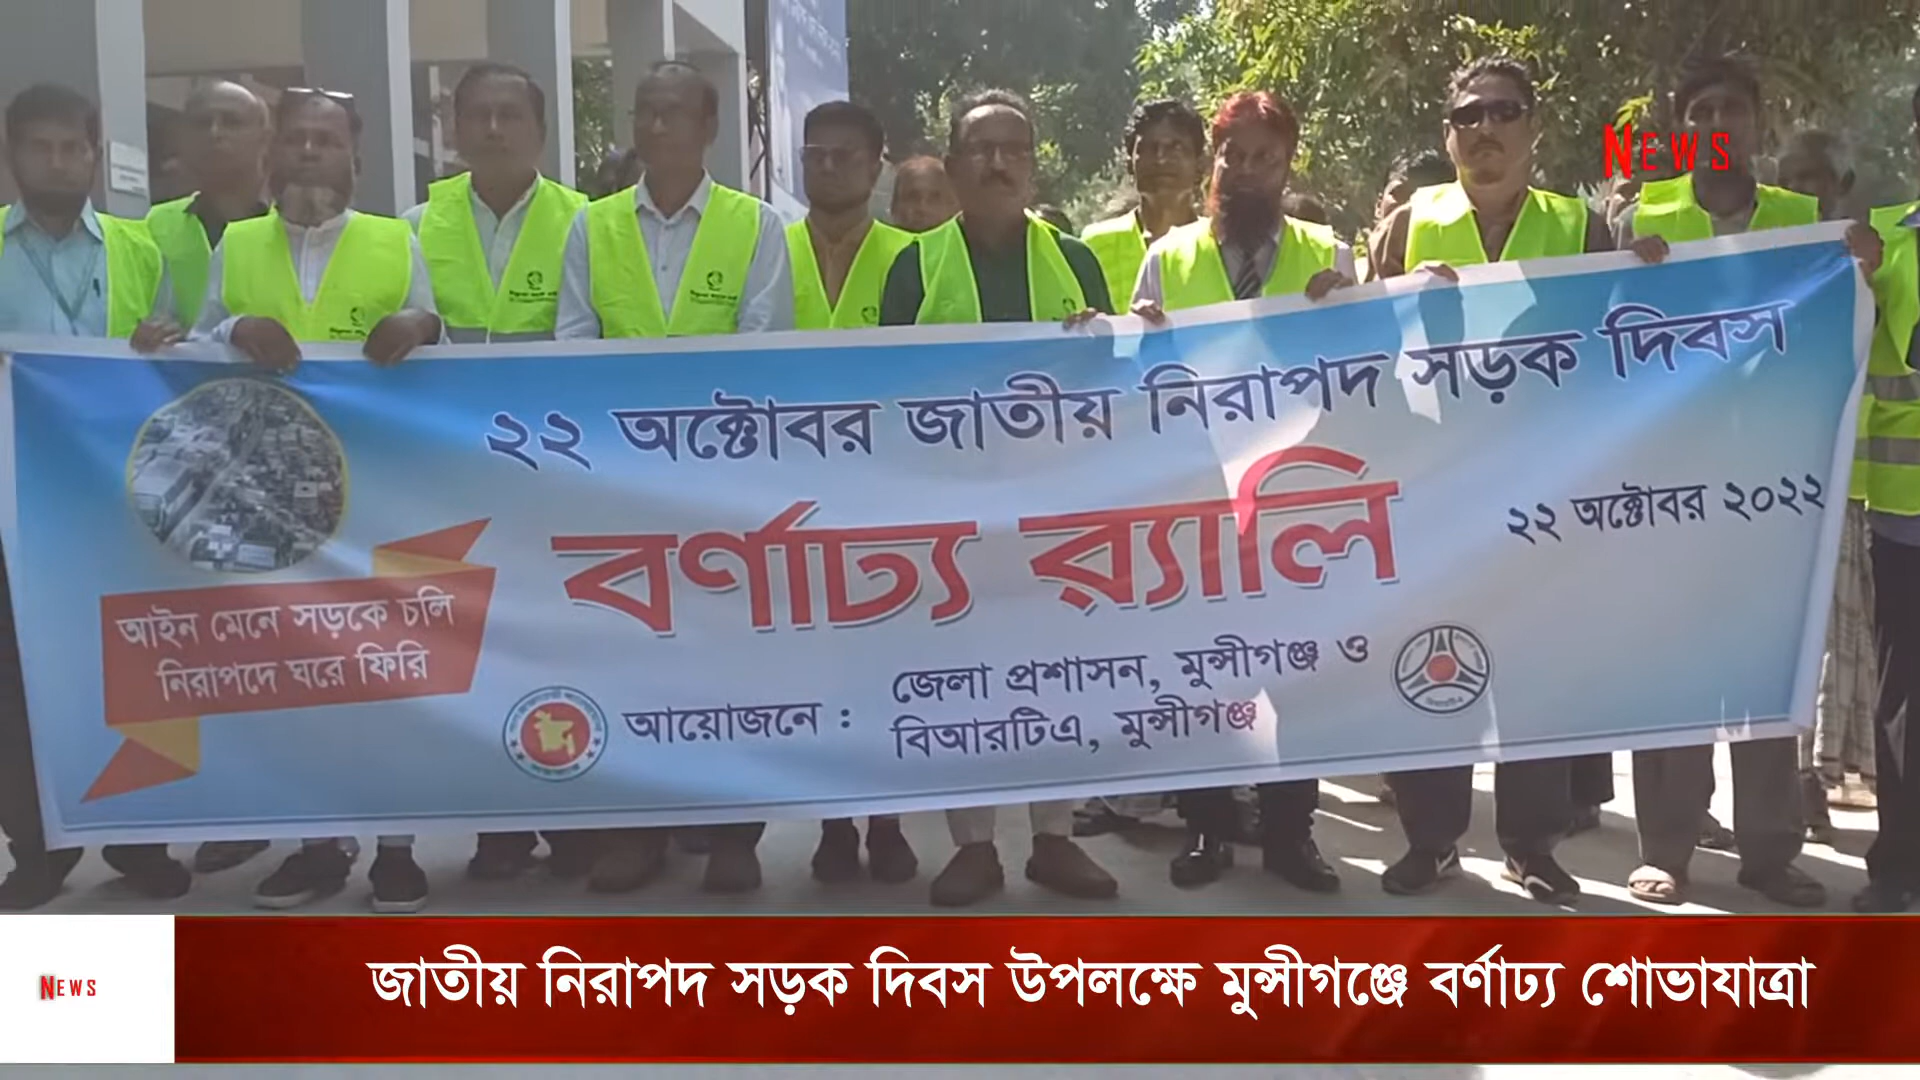 NEWS
২২ অক্টোবর জাতীয় নিরাপদ সড়ক দিবস
বর্ণাঢ্য র‍্যালি
২২ অক্টোবর ২০২২
আইন মেনে সড়কে চলি
নিরাপদে ঘরে ফিরি
আয়োজনে :
জেলা প্রশাসন, মুন্সীগঞ্জ ও
বিআরটিএ, মুন্সীগঞ্জ
NEWS
জাতীয় নিরাপদ সড়ক দিবস উপলক্ষে মুন্সীগঞ্জে বর্ণাঢ্য শোভাযাত্রা